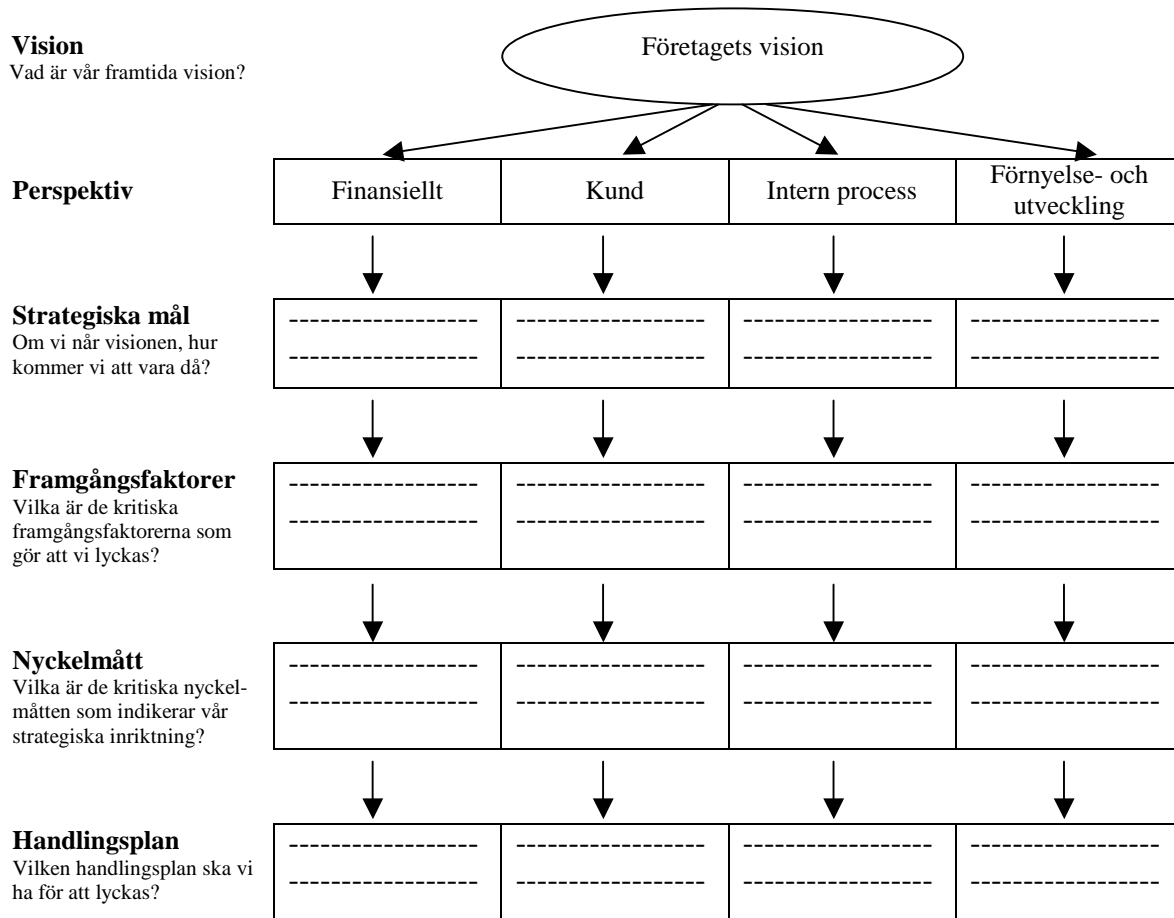 Vision
Vad är vår framtida vision?
Företagets vision
Perspektiv
Finansiellt
Kund
Intern process
Förnyelse- och
utveckling
Strategiska mål
Om vi når visionen, hur
kommer vi att vara då?
--------------------
--------------------
--------------------
--------------------
--------------------
--------------------
--------------------
--------------------
Framgångsfaktorer
Vilka är de kritiska
framgångsfaktorerna som
gör att vi lyckas?
--------------------
--------------------
--------------------
--------------------
--------------------
--------------------
--------------------
--------------------
Nyckelmått
Vilka är de kritiska nyckel-
måtten som indikerar vår
strategiska inriktning?
--------------------
--------------------
--------------------
--------------------
--------------------
--------------------
--------------------
--------------------
Handlingsplan
Vilken handlingsplan ska vi
ha för att lyckas?
--------------------
--------------------
--------------------
--------------------
--------------------
--------------------
--------------------
--------------------